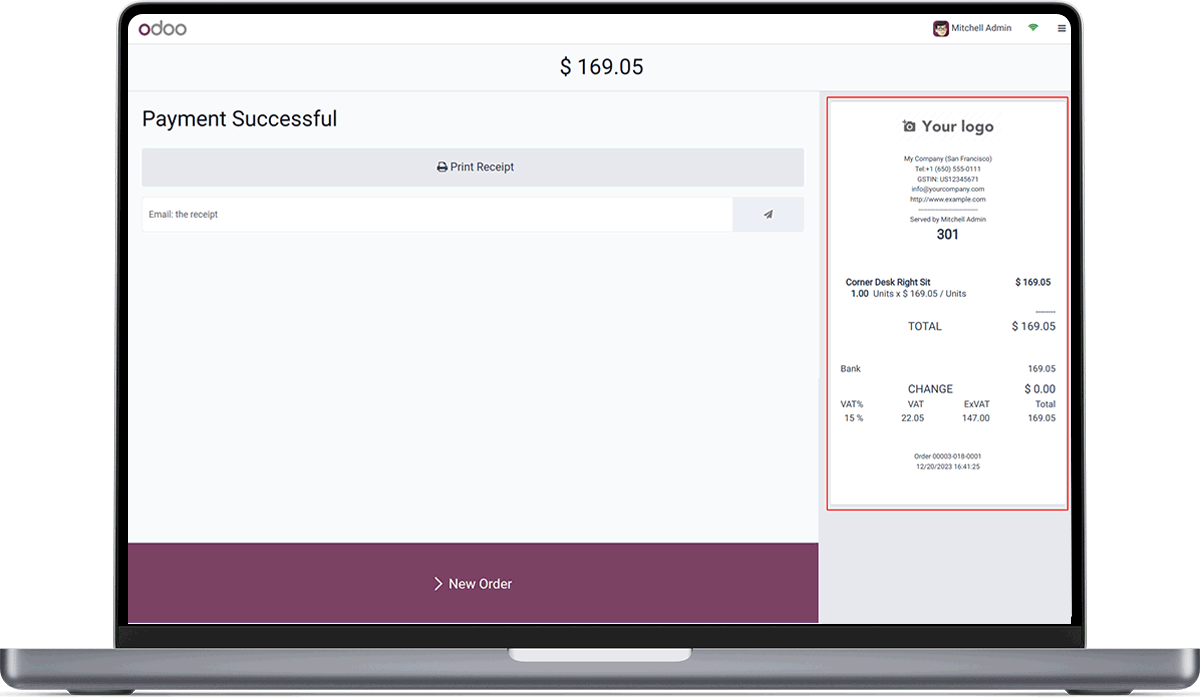 odoo
Mitchell Admin
$ 169.05
Payment Successful
Print Receipt
Email: the receipt
New Order
Your logo
My Company (San Francisco)
Tel:+1 (650) 555-0111
GSTIN: US12345671
info@yourcompany.com
http://www.example.com
--------------------------------
Served by Mitchell Admin
301
Corner Desk Right Sit $ 169.05
1.00 Units x $ 169.05 / Units
--------
TOTAL $ 169.05
Bank 169.05
CHANGE $ 0.00
VAT% VAT ExVAT Total
15 % 22.05 147.00 169.05
Order 00003-018-0001
12/20/2023 16:41:25